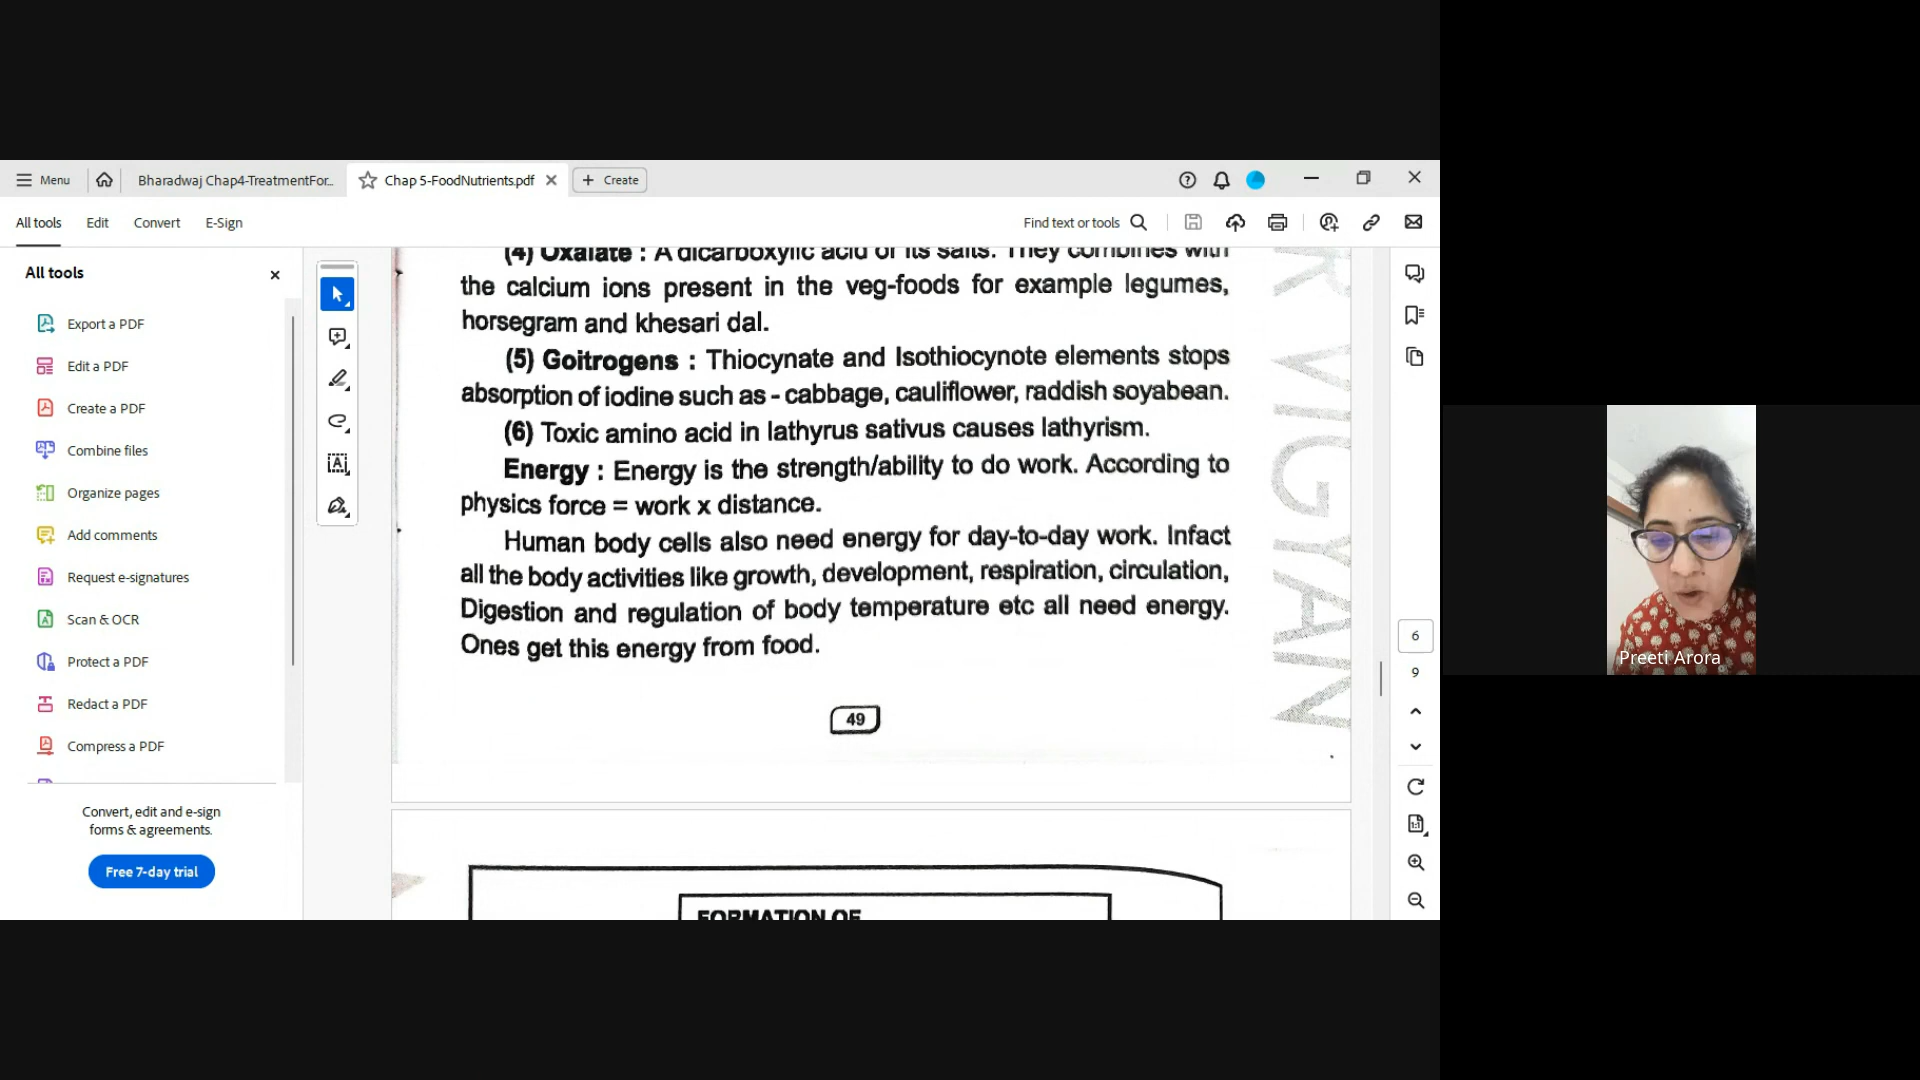 Menu
Bharadwaj Chap4-TreatmentFor...
Chap 5-FoodNutrients.pdf
Create
All tools
Edit
Convert
E-Sign
Find text or tools
All tools
Export a PDF
Edit a PDF
Create a PDF
Combine files
Organize pages
Add comments
Request e-signatures
Scan & OCR
Protect a PDF
Redact a PDF
Compress a PDF
Convert, edit and e-sign
forms & agreements.
Free 7-day trial
(4) Oxalate : A dicarboxylic acid or its salts. They combines with
the calcium ions present in the veg-foods for example legumes,
horsegram and khesari dal.
(5) Goitrogens : Thiocynate and Isothiocynote elements stops
absorption of iodine such as - cabbage, cauliflower, raddish soyabean.
(6) Toxic amino acid in lathyrus sativus causes lathyrism.
Energy : Energy is the strength/ability to do work. According to
physics force = work x distance.
Human body cells also need energy for day-to-day work. Infact
all the body activities like growth, development, respiration, circulation,
Digestion and regulation of body temperature etc all need energy.
Ones get this energy from food.
49
FORMATION OF
R VIGYAN
6
9
Preeti Arora